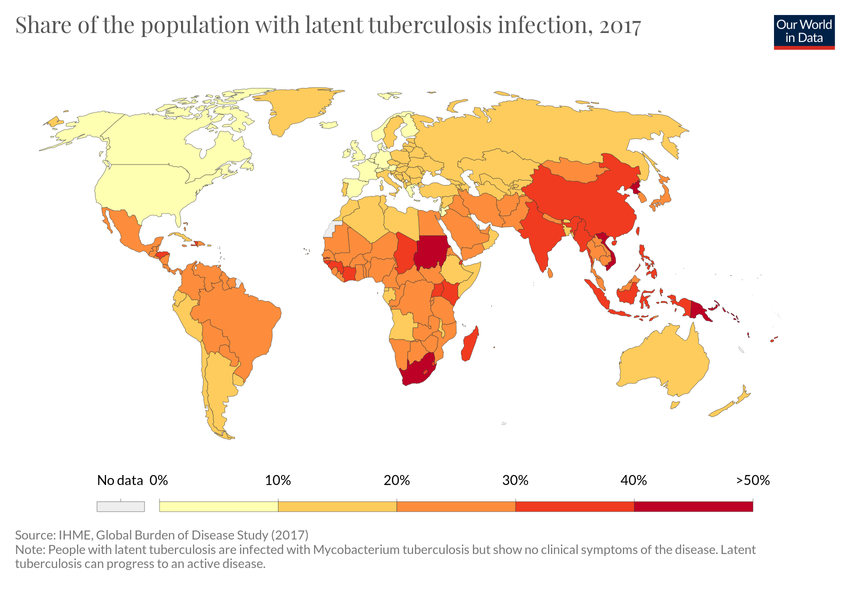 Share of the population with latent tuberculosis infection, 2017
Our World
in Data
No data 0% 10% 20% 30% 40% >50%
Source: IHME, Global Burden of Disease Study (2017)
Note: People with latent tuberculosis are infected with Mycobacterium tuberculosis but show no clinical symptoms of the disease. Latent
tuberculosis can progress to an active disease.